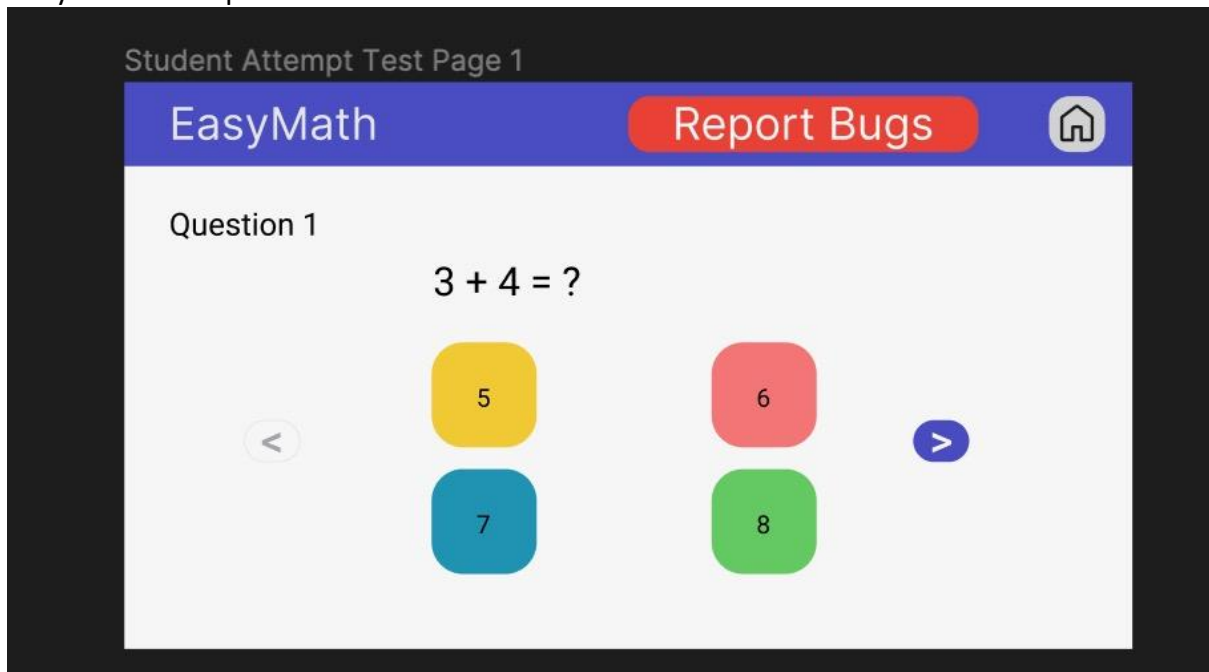 Student Attempt Test Page 1
EasyMath Report Bugs
Question 1
3 + 4 = ?
5 6
< >
7 8